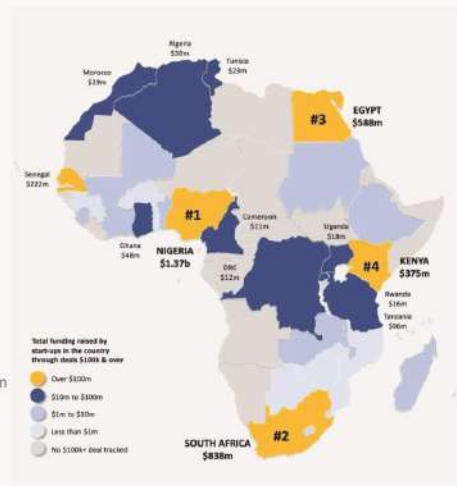 Algeria
Tunisia
$23m
Morocco
$19m
#3
EGYPT
$588m
Senegal
$222m
#1
Cameroon
$11m
Uganda
$18m
#4
Ghana
$48m
NIGERIA
$1.37b
DRC
$12m
KENYA
$375m
Rwanda
$16m
Tanzania
$96m
Total funding raised by
start-ups in the country
through deals $100k & over
Over $100m
$10m to $100m
$1m to $10m
Less than $1m
No $100k+ deal tracked
#2
SOUTH AFRICA
$838m
m